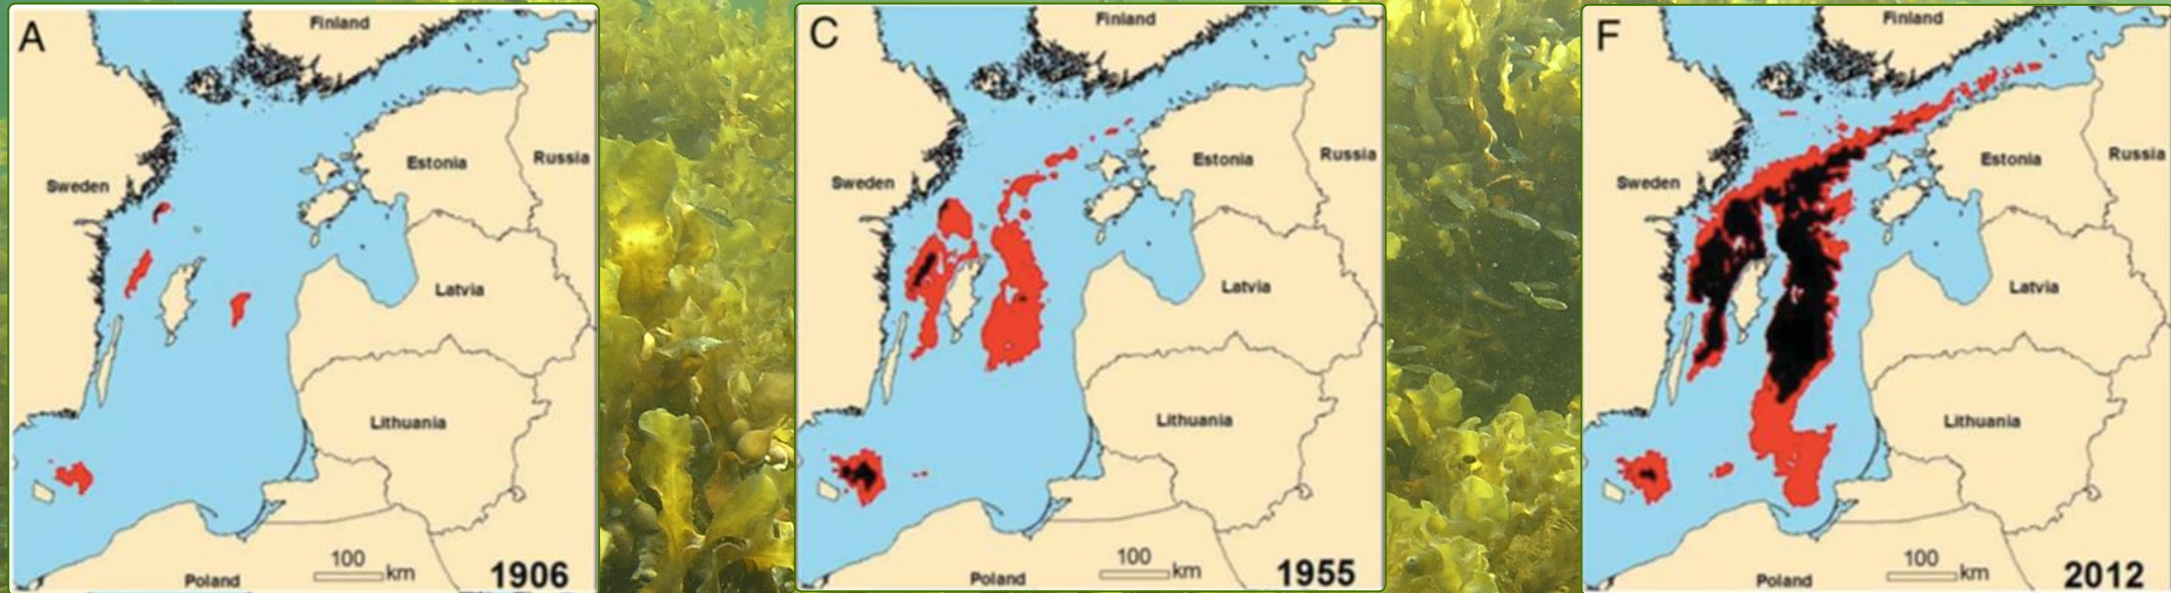 A
Finland
Russia
Estonia
Sweden
Latvia
Lithuania
100
km
Poland
1906
C
Finland
Russia
Estonia
Sweden
Latvia
Lithuania
100
km
Poland
1955
F
Finland
Russia
Estonia
Sweden
Latvia
Lithuania
100
km
Poland
2012